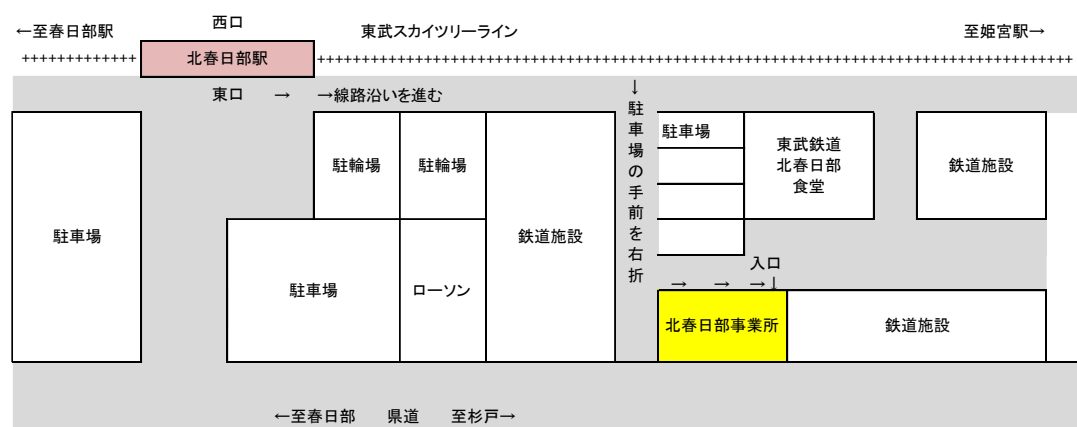 西口
←至春日部駅
東武スカイツリーライン
至姫宮駅→
北春日部駅
東口 → →線路沿いを進む
↓駐車場の手前を右折
駐車場
駐輪場
駐輪場
鉄道施設
駐車場
東武鉄道
北春日部
食堂
鉄道施設
駐車場
ローソン
入口
→ → →↓
北春日部事業所
鉄道施設
←至春日部 県道 至杉戸→